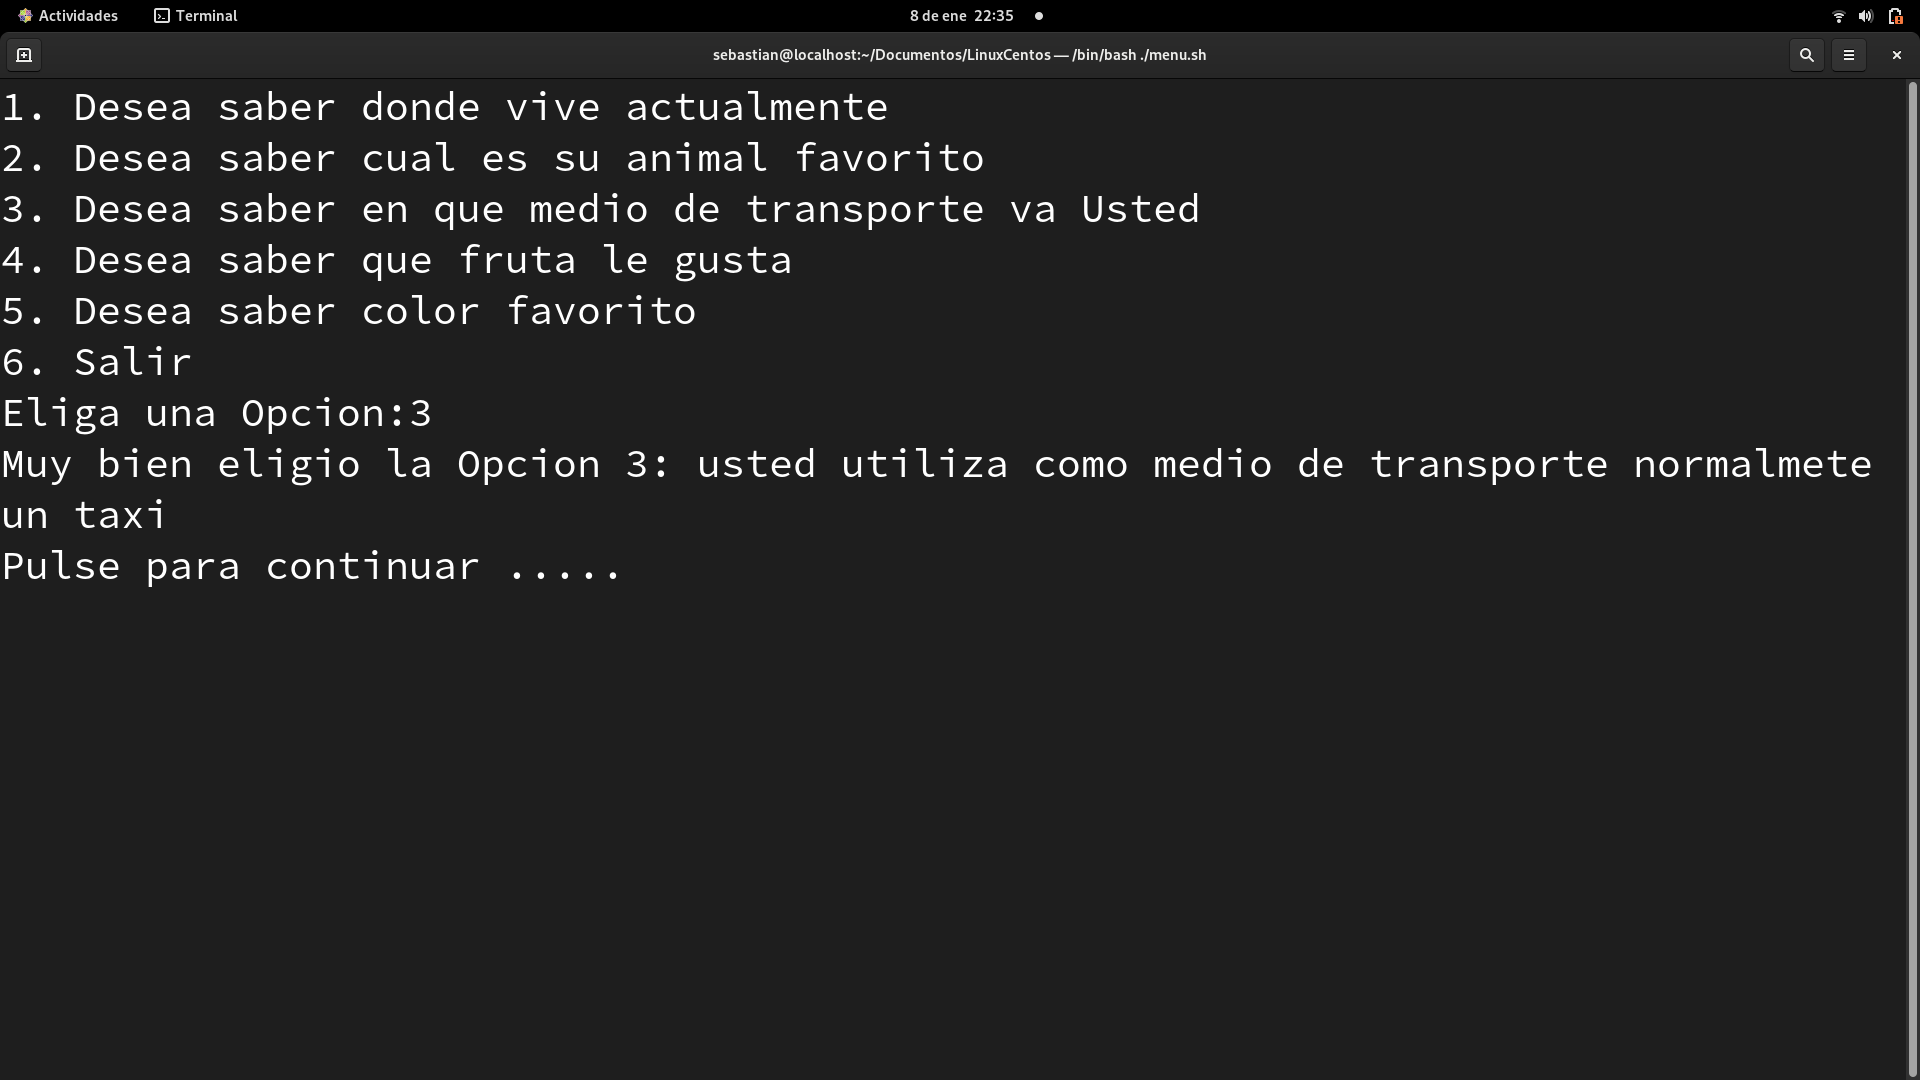 Actividades Terminal 8 de ene 22:35
sebastian@localhost:~/Documentos/LinuxCentos — /bin/bash ./menu.sh
1. Desea saber donde vive actualmente
2. Desea saber cual es su animal favorito
3. Desea saber en que medio de transporte va Usted
4. Desea saber que fruta le gusta
5. Desea saber color favorito
6. Salir
Eliga una Opcion:3
Muy bien eligio la Opcion 3: usted utiliza como medio de transporte normalmete
un taxi
Pulse para continuar .....